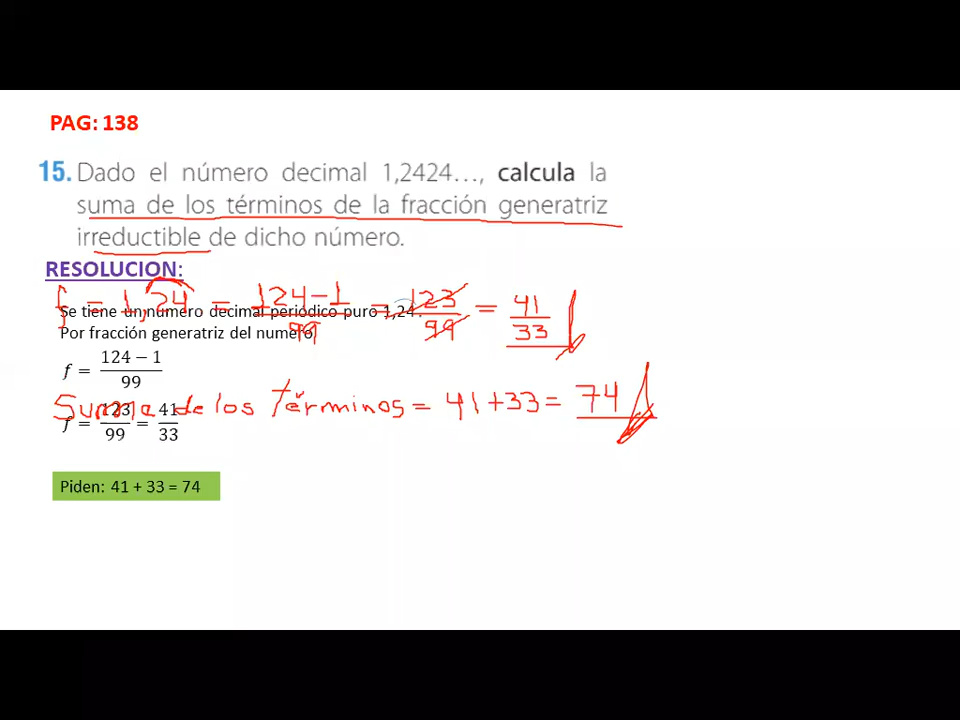 PAG: 138
15. Dado el número decimal 1,2424..., calcula la
suma de los términos de la fracción generatriz
irreductible de dicho número.
RESOLUCION:
f = 1,24 = 124-1/99 = 123/99 = 41/33
Se tiene un número decimal periódico puro 1,24.
Por fracción generatriz del numero
f = 124 − 1/99
Suma de los términos = 41+33 = 74
f = 123/99 = 41/33
Piden: 41 + 33 = 74